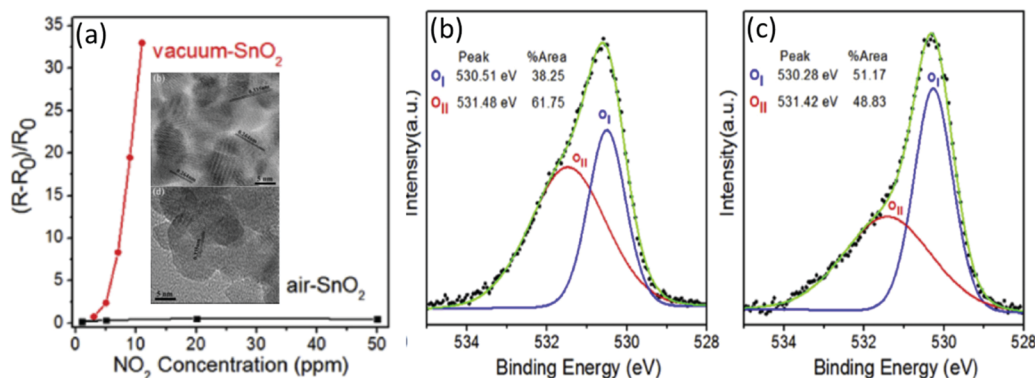 (a)
35
30
25
20
15
10
5
0
(R-R0)/R0
vacuum-SnO2
(b)
5 nm
(d)
5 nm
air-SnO2
0 10 20 30 40 50
NO2 Concentration (ppm)
(b)
Peak %Area
OI 530.51 eV 38.25
OII 531.48 eV 61.75
OI
OII
Intensity(a.u.)
534 532 530 528
Binding Energy (eV)
(c)
Peak %Area
OI 530.28 eV 51.17
OII 531.42 eV 48.83
OI
OII
Intensity(a.u.)
534 532 530 528
Binding Energy (eV)